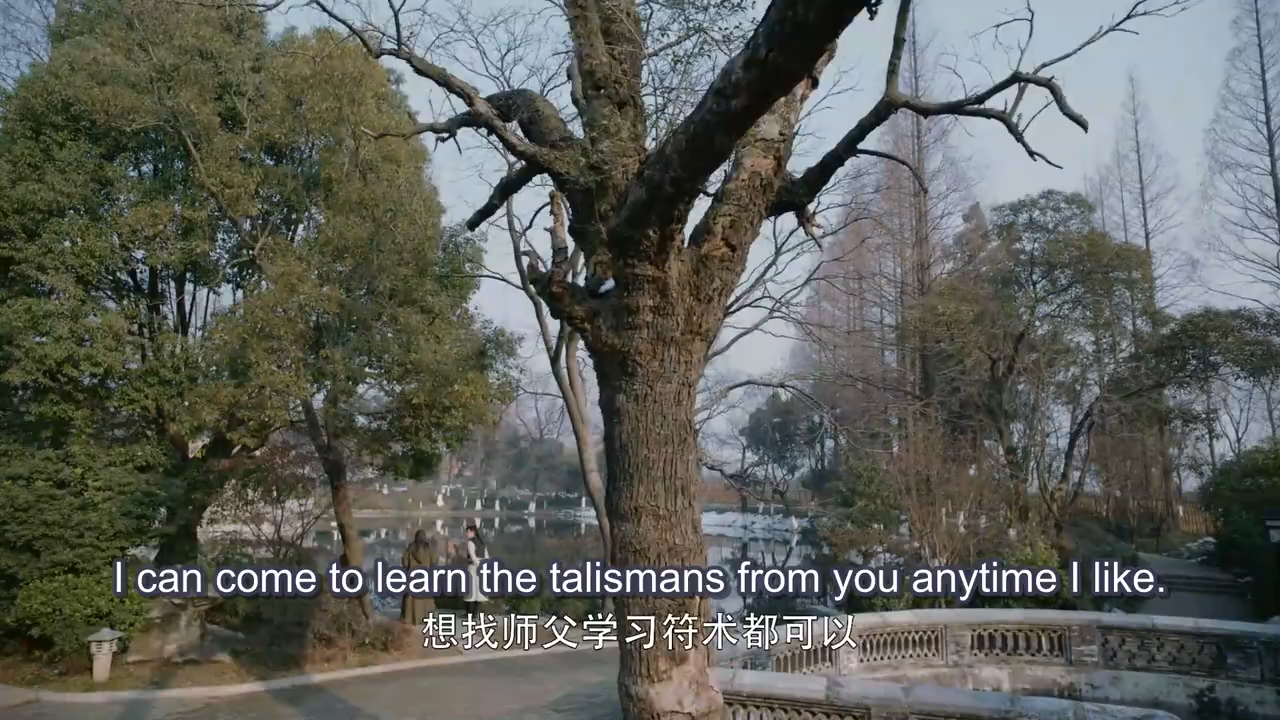 I can come to learn the talismans from you anytime I like.
想找师父学习符术都可以